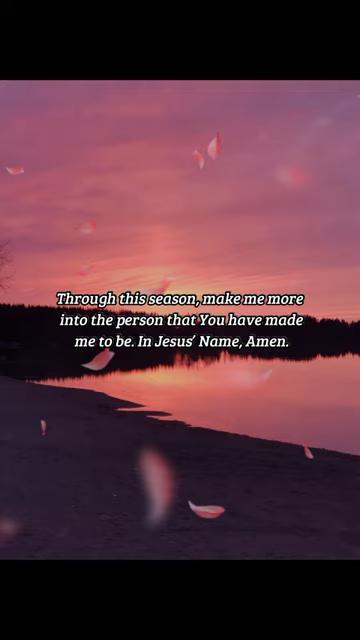 Through this season, make me more
into the person that You have made
me to be. In Jesus' Name, Amen.